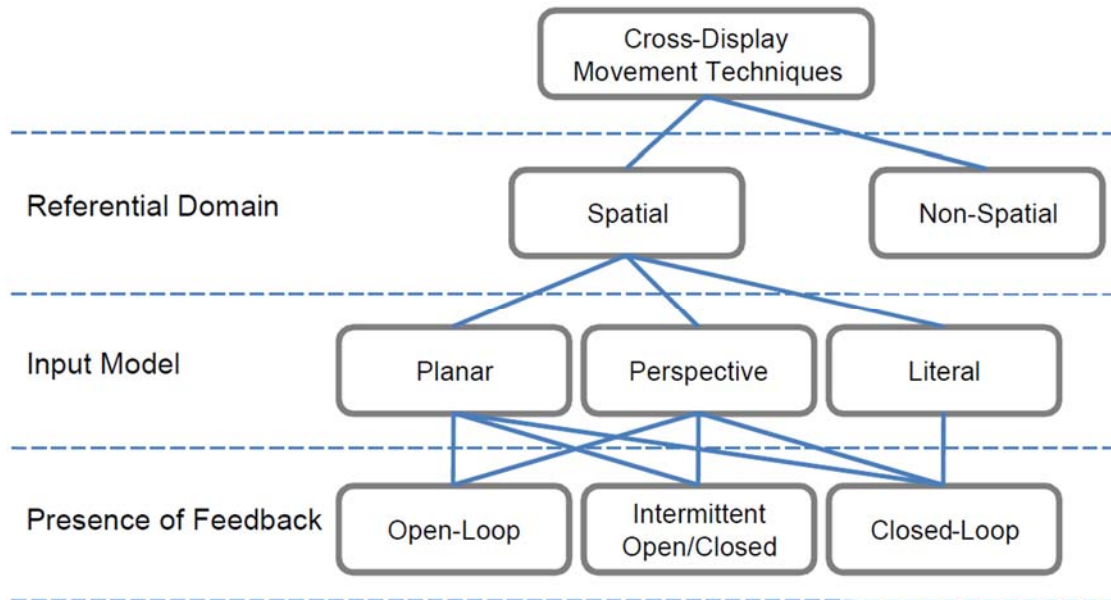 Cross-Display
Movement Techniques
Referential Domain
Spatial
Non-Spatial
Input Model
Planar
Perspective
Literal
Presence of Feedback
Open-Loop
Intermittent
Open/Closed
Closed-Loop